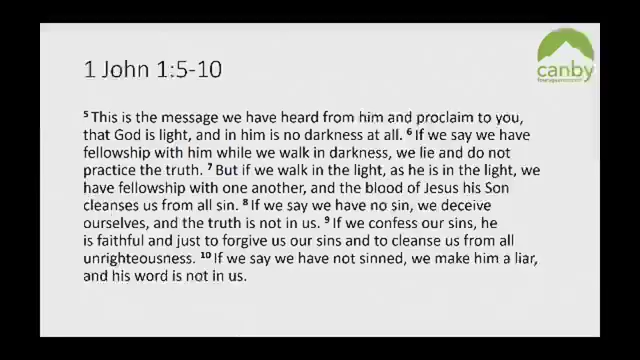 1 John 1:5-10
canby
⁵ This is the message we have heard from him and proclaim to you,
that God is light, and in him is no darkness at all. ⁶ If we say we have
fellowship with him while we walk in darkness, we lie and do not
practice the truth. ⁷ But if we walk in the light, as he is in the light, we
have fellowship with one another, and the blood of Jesus his Son
cleanses us from all sin. ⁸ If we say we have no sin, we deceive
ourselves, and the truth is not in us. ⁹ If we confess our sins, he
is faithful and just to forgive us our sins and to cleanse us from all
unrighteousness. ¹⁰ If we say we have not sinned, we make him a liar,
and his word is not in us.